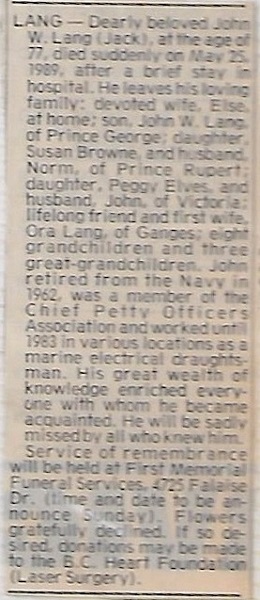 LANG — Dearly beloved John
W. Lang (Jack), at the age of
77, died suddenly on May 25,
1989, after a brief stay in
hospital. He leaves his loving
family: devoted wife, Else,
at home; son, John W. Lang,
of Prince George; daughter,
Susan Browne, and husband,
Norm, of Prince Rupert;
daughter, Peggy Elves, and
husband, John, of Victoria;
lifelong friend and first wife,
Ora Lang, of Ganges; eight
grandchildren and three
great-grandchildren. John
retired from the Navy in
1962, was a member of the
Chief Petty Officers
Association and worked until
1983 in various locations as a
marine electrical draughts-
man. His great wealth of
knowledge enriched every-
one with whom he became
acquainted. He will be sadly
missed by all who knew him.
Service of remembrance
will be held at First Memorial
Funeral Services, 4725 Falaise
Dr. (time and date to be an-
nounce Sunday). Flowers
gratefully declined. If so de-
sired, donations may be made
to the B.C. Heart Foundation
(Laser Surgery).